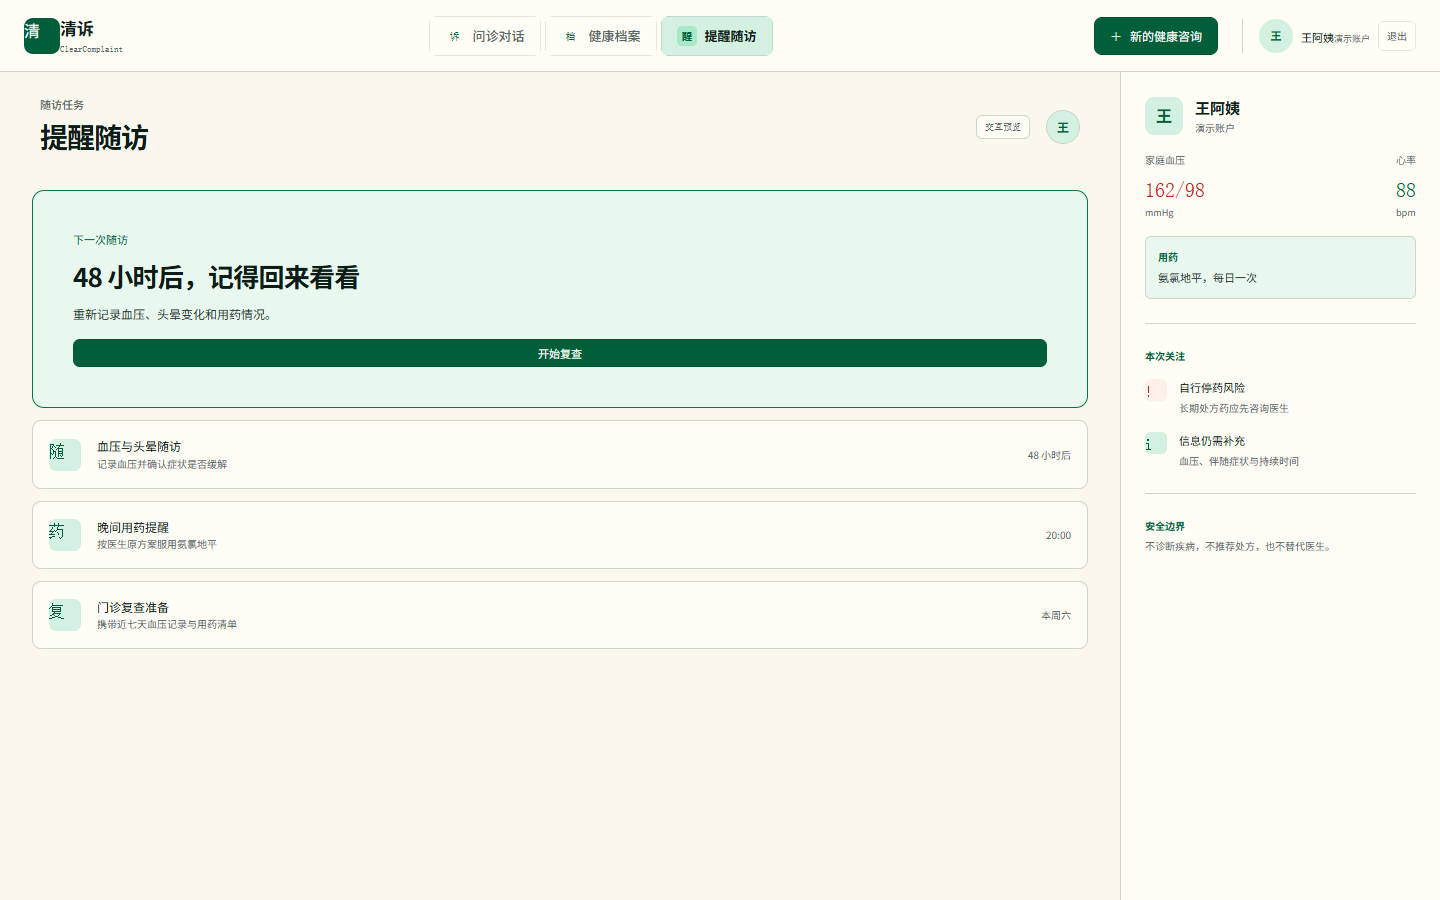 清
清诉
ClearComplaint
诉 问诊对话
档 健康档案
醒 提醒随访
+ 新的健康咨询
王 王阿姨演示账户
退出
随访任务
提醒随访
交互预览
王
下一次随访
48 小时后，记得回来看看
重新记录血压、头晕变化和用药情况。
开始复查
随
血压与头晕随访
记录血压并确认症状是否缓解
48 小时后
药
晚间用药提醒
按医生原方案服用氨氯地平
20:00
复
门诊复查准备
携带近七天血压记录与用药清单
本周六
王
王阿姨
演示账户
家庭血压 心率
162/98 88
mmHg bpm
用药
氨氯地平，每日一次
本次关注
!
自行停药风险
长期处方药应先咨询医生
i
信息仍需补充
血压、伴随症状与持续时间
安全边界
不诊断疾病，不推荐处方，也不替代医生。